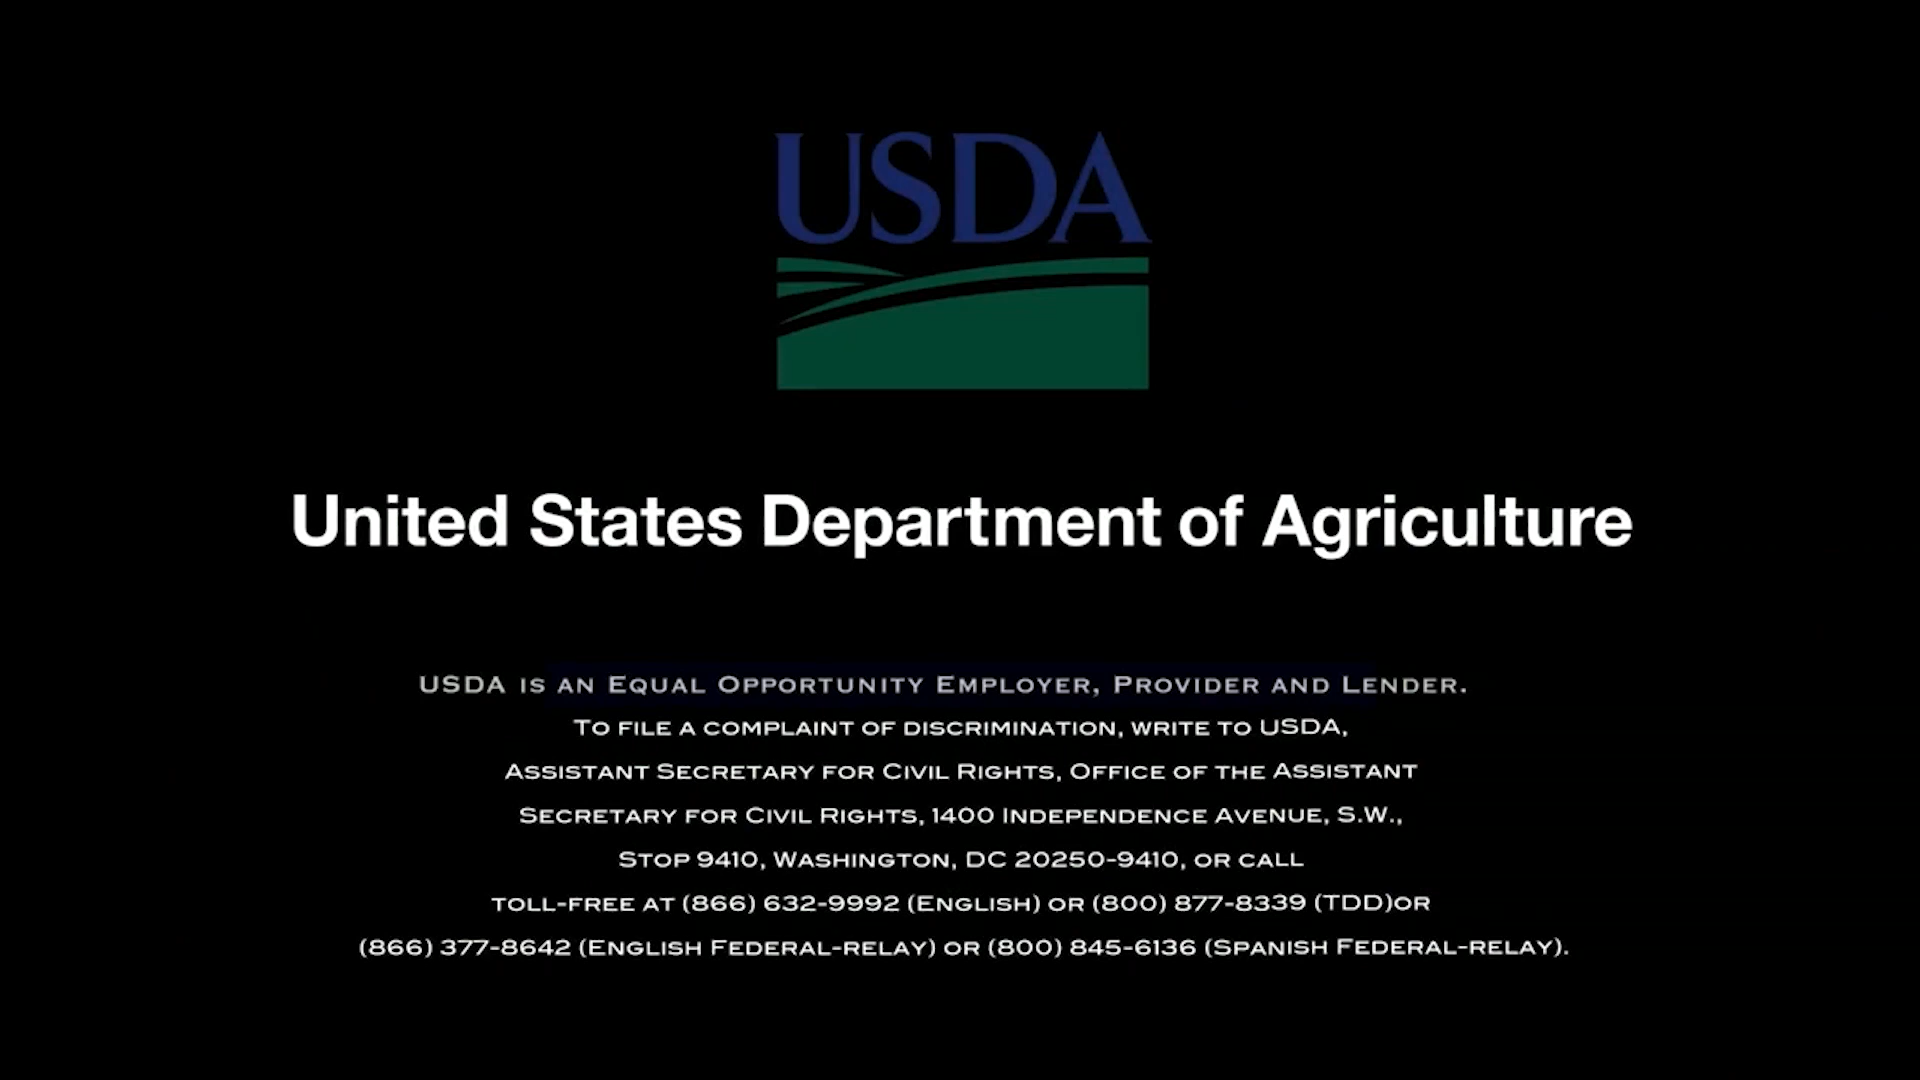 USDA
United States Department of Agriculture
USDA is an Equal Opportunity Employer, Provider and Lender.
To file a complaint of discrimination, write to USDA,
Assistant Secretary for Civil Rights, Office of the Assistant
Secretary for Civil Rights, 1400 Independence Avenue, S.W.,
Stop 9410, Washington, DC 20250-9410, or call
toll-free at (866) 632-9992 (English) or (800) 877-8339 (TDD)or
(866) 377-8642 (English Federal-relay) or (800) 845-6136 (Spanish Federal-relay).